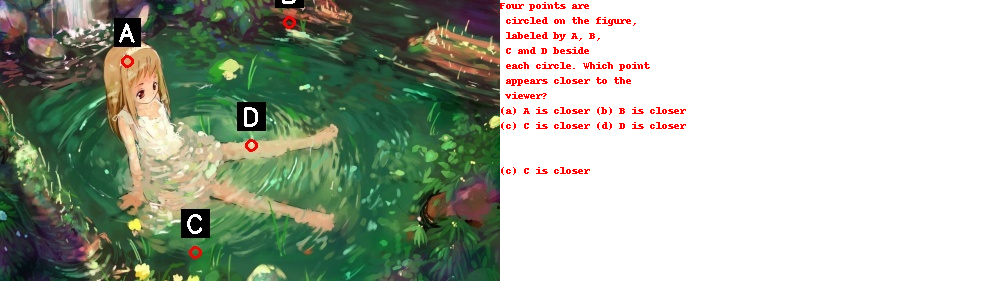 A
B
D
C
Four points are
circled on the figure,
labeled by A, B,
C and D beside
each circle. Which point
appears closer to the
viewer?
(a) A is closer (b) B is closer
(c) C is closer (d) D is closer
(c) C is closer